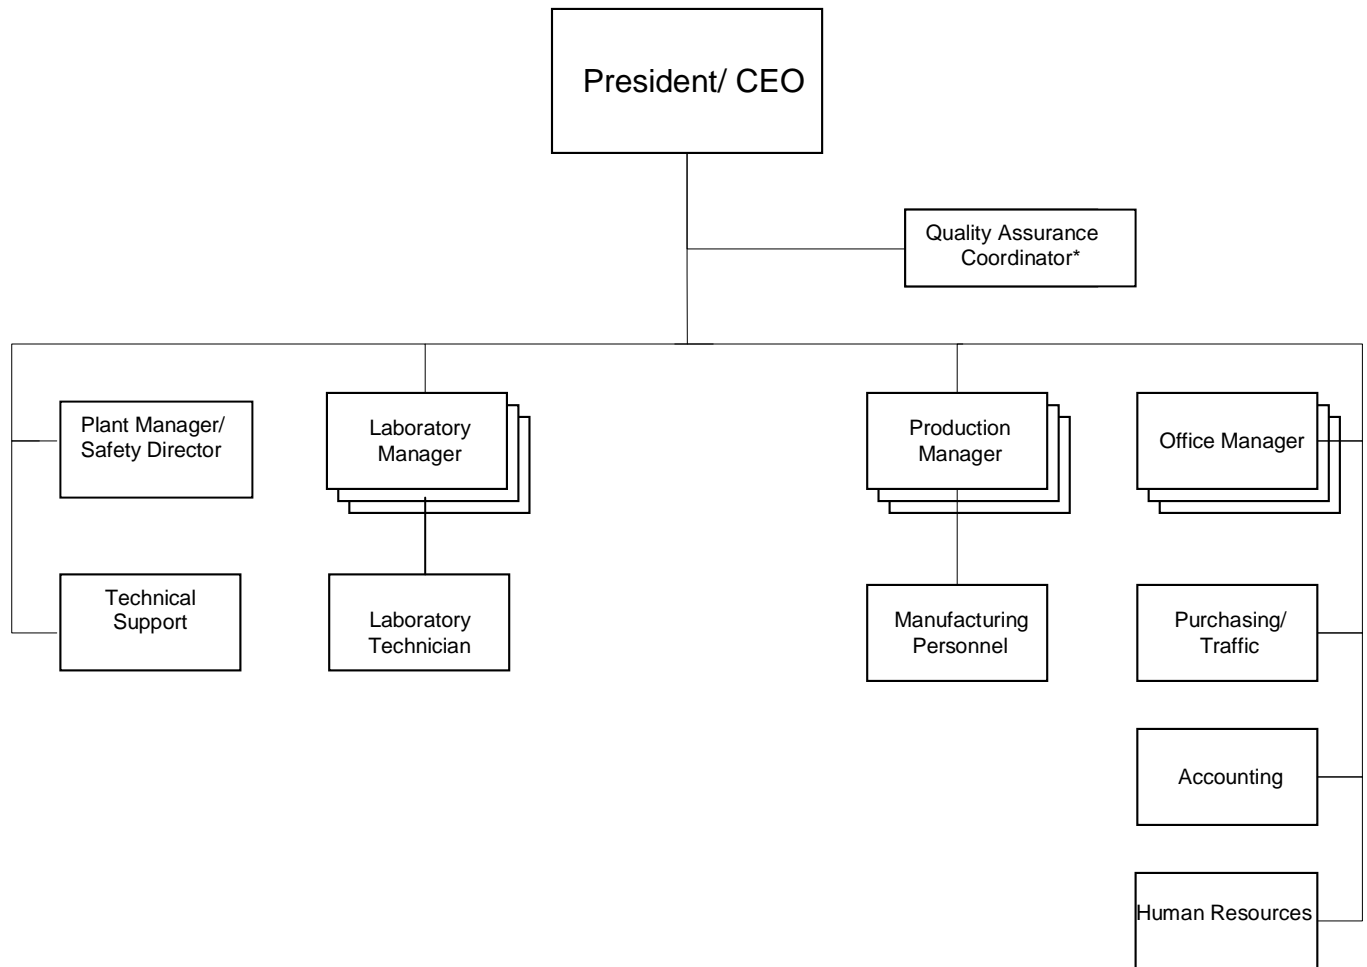 President/ CEO
Quality Assurance
Coordinator*
Plant Manager/
Safety Director
Laboratory
Manager
Production
Manager
Office Manager
Technical
Support
Laboratory
Technician
Manufacturing
Personnel
Purchasing/
Traffic
Accounting
Human Resources